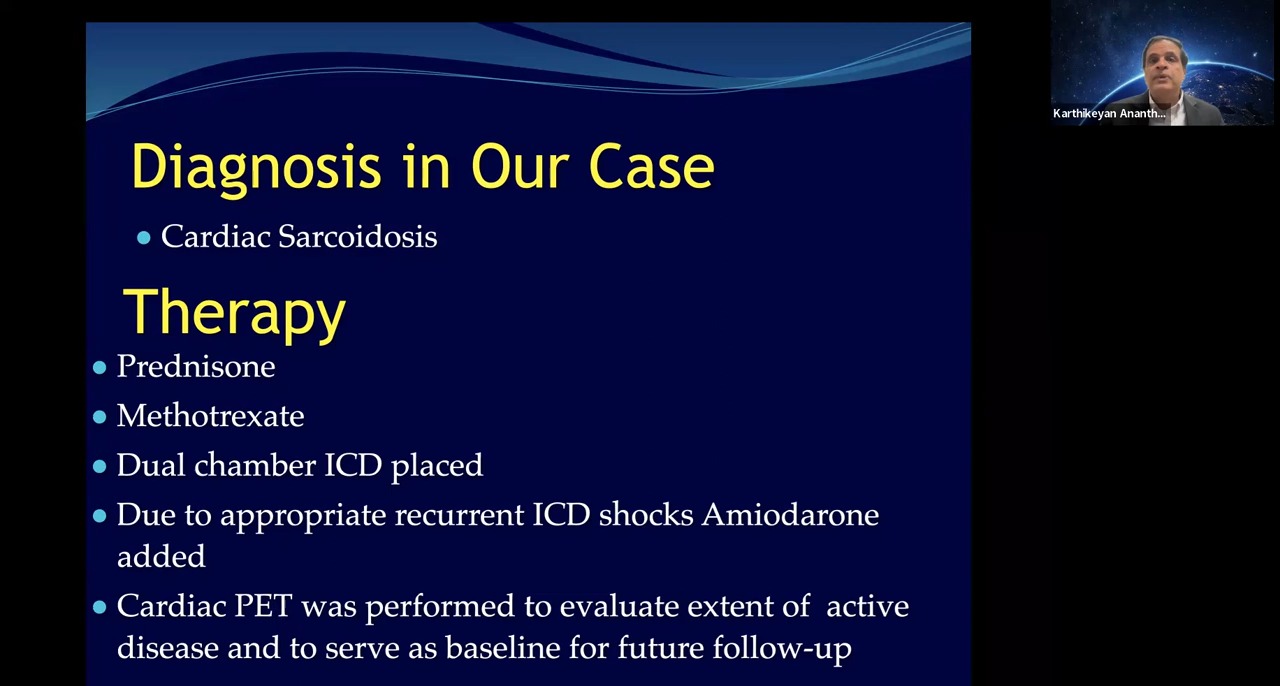 Diagnosis in Our Case
Cardiac Sarcoidosis
Therapy
Prednisone
Methotrexate
Dual chamber ICD placed
Due to appropriate recurrent ICD shocks Amiodarone
added
Cardiac PET was performed to evaluate extent of active
disease and to serve as baseline for future follow-up
Karthikeyan Ananth...